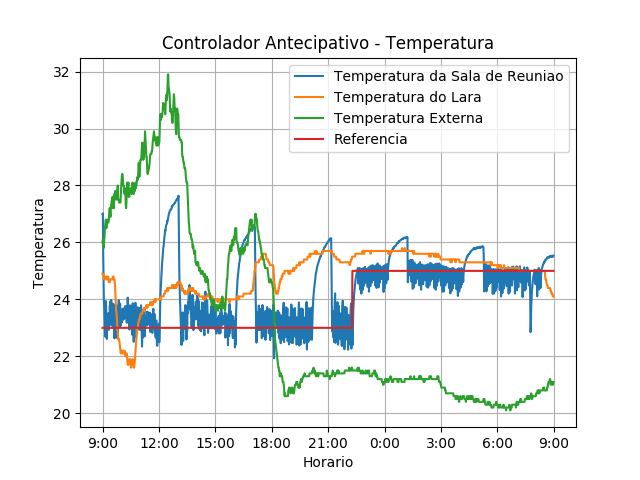 Controlador Antecipativo - Temperatura
Temperatura da Sala de Reuniao
Temperatura do Lara
Temperatura Externa
Referencia
Temperatura
32
30
28
26
24
22
20
9:00 12:00 15:00 18:00 21:00 0:00 3:00 6:00 9:00
Horario